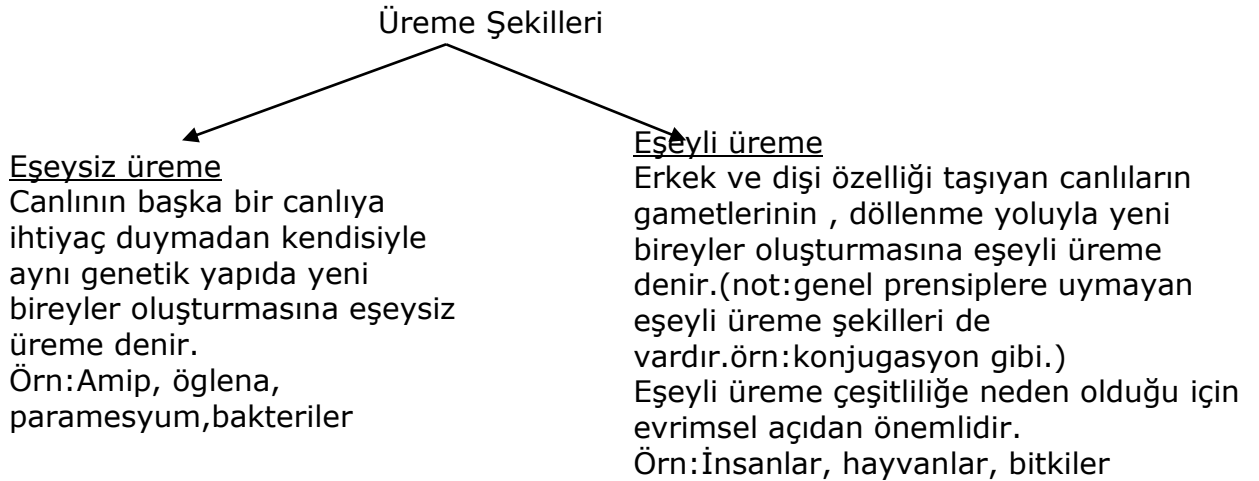 Üreme Şekilleri
Eşeysiz üreme
Canlının başka bir canlıya
ihtiyaç duymadan kendisiyle
aynı genetik yapıda yeni
bireyler oluşturmasına eşeysiz
üreme denir.
Örn:Amip, öglena,
paramesyum,bakteriler
Eşeyli üreme
Erkek ve dişi özelliği taşıyan canlıların
gametlerinin , döllenme yoluyla yeni
bireyler oluşturmasına eşeyli üreme
denir.(not:genel prensiplere uymayan
eşeyli üreme şekilleri de
vardır.örn:konjugasyon gibi.)
Eşeyli üreme çeşitliliğe neden olduğu için
evrimsel açıdan önemlidir.
Örn:İnsanlar, hayvanlar, bitkiler